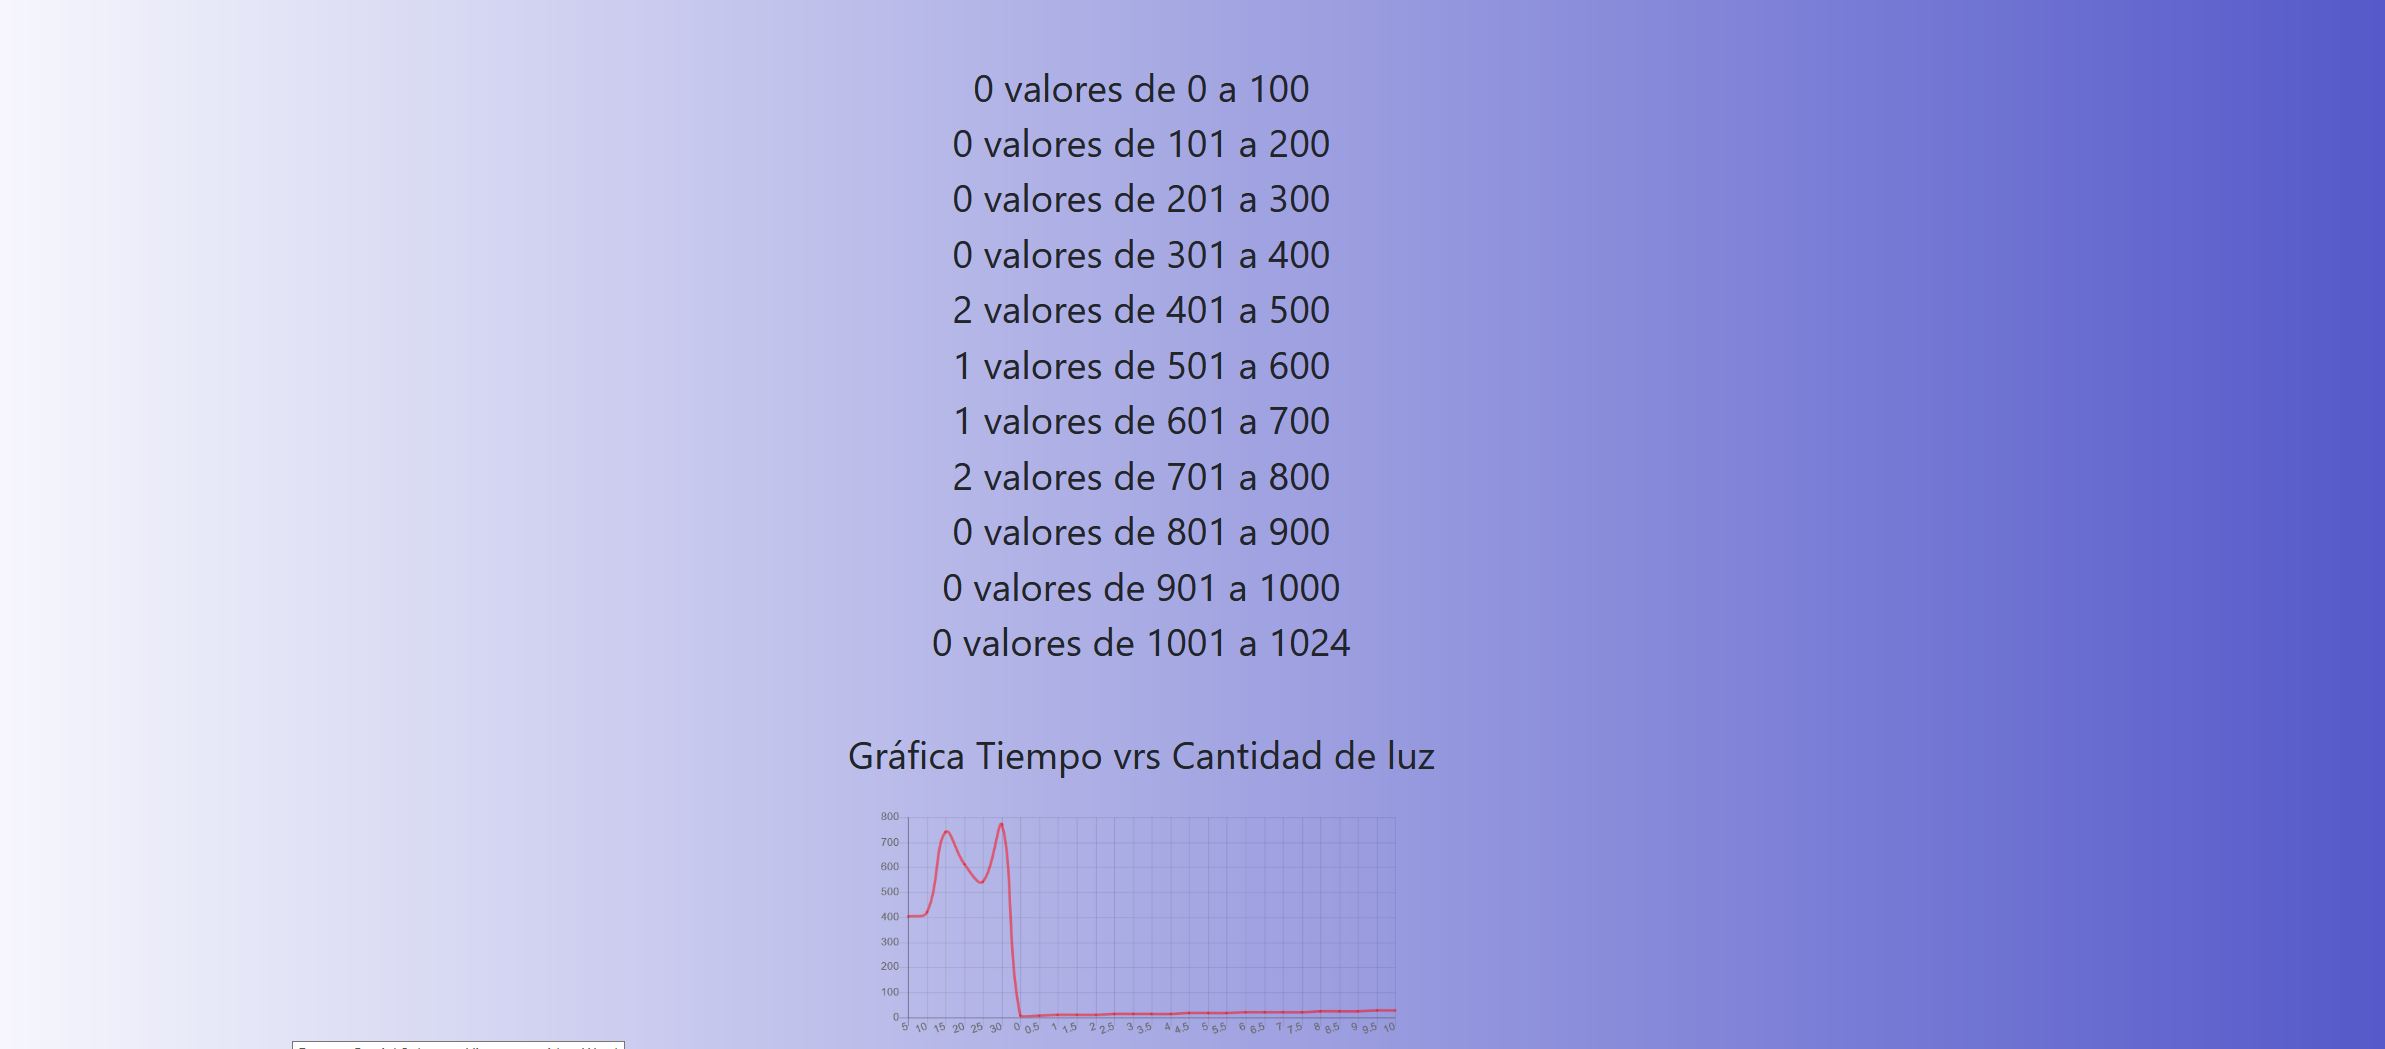 0 valores de 0 a 100
0 valores de 101 a 200
0 valores de 201 a 300
0 valores de 301 a 400
2 valores de 401 a 500
1 valores de 501 a 600
1 valores de 601 a 700
2 valores de 701 a 800
0 valores de 801 a 900
0 valores de 901 a 1000
0 valores de 1001 a 1024
Gráfica Tiempo vrs Cantidad de luz
800
700
600
500
400
300
200
100
0
5 10 15 20 25 30 0 0.5 1 1.5 2 2.5 3 3.5 4 4.5 5 5.5 6 6.5 7 7.5 8 8.5 9 9.5 10